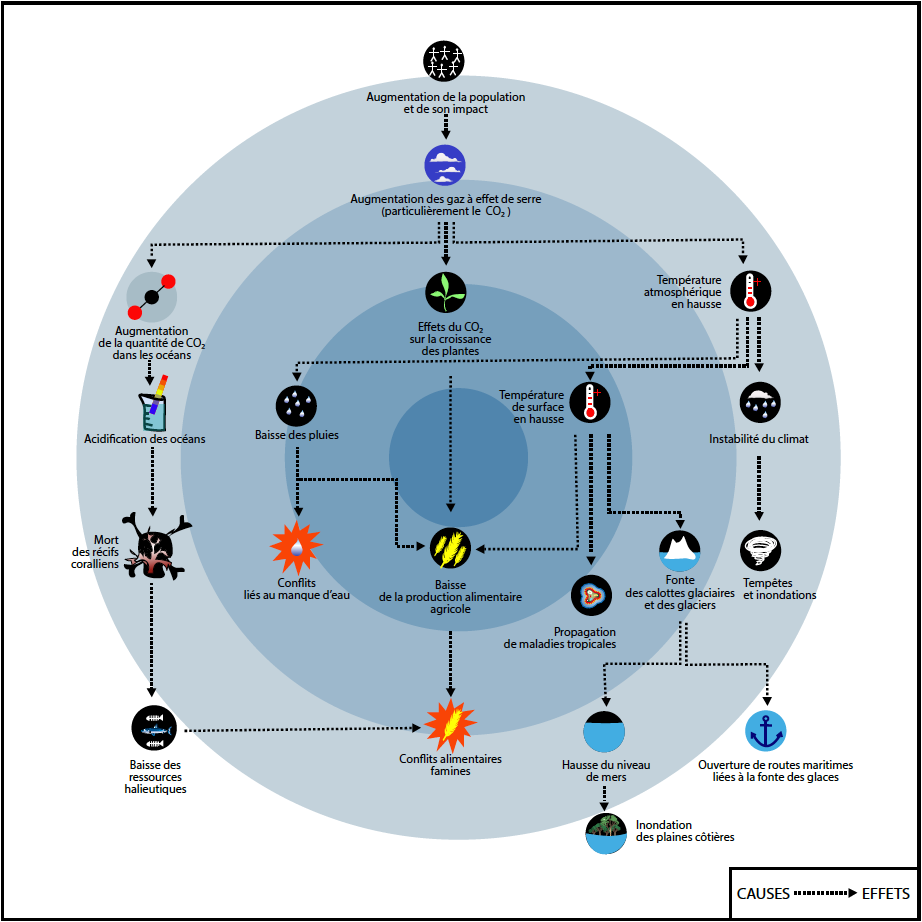 Augmentation de la population
et de son impact
Augmentation des gaz à effet de serre
(particulièrement le CO₂ )
Augmentation
de la quantité de CO₂
dans les océans
Effets du CO₂
sur la croissance
des plantes
Température
atmosphérique
en hausse
Acidification des océans
Baisse des pluies
Température
de surface
en hausse
Instabilité du climat
Mort
des récifs
coralliens
Conflits
liés au manque d'eau
Baisse
de la production alimentaire
agricole
Propagation
de maladies tropicales
Fonte
des calottes glaciaires
et des glaciers
Tempêtes
et inondations
Baisse des
ressources
halieutiques
Conflits alimentaires
famines
Hausse du niveau
de mers
Ouverture de routes maritimes
liées à la fonte des glaces
Inondation
des plaines côtières
CAUSES EFFETS